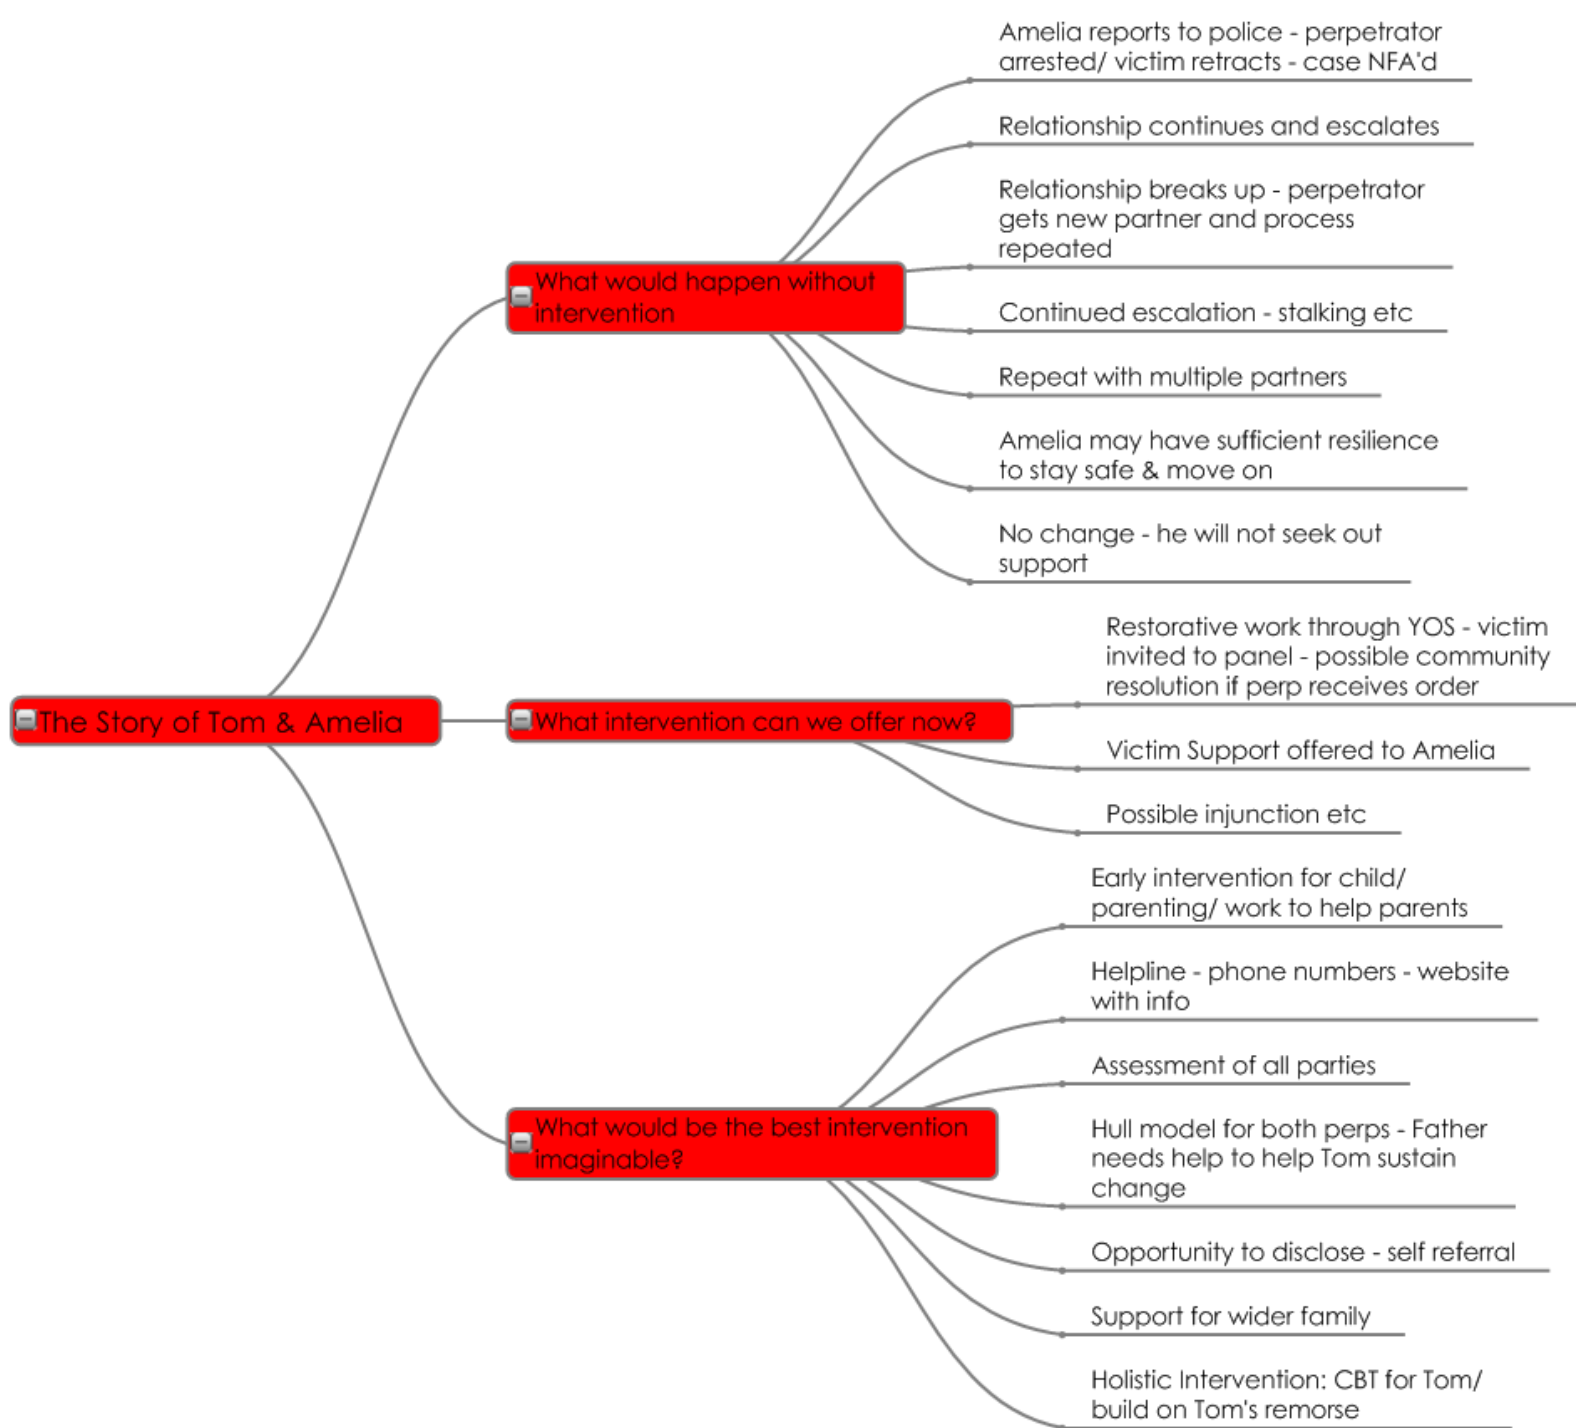 The Story of Tom & Amelia
What would happen without
intervention
Amelia reports to police - perpetrator
arrested/ victim retracts - case NFA'd
Relationship continues and escalates
Relationship breaks up - perpetrator
gets new partner and process
repeated
Continued escalation - stalking etc
Repeat with multiple partners
Amelia may have sufficient resilience
to stay safe & move on
No change - he will not seek out
support
What intervention can we offer now?
Restorative work through YOS - victim
invited to panel - possible community
resolution if perp receives order
Victim Support offered to Amelia
Possible injunction etc
What would be the best intervention
imaginable?
Early intervention for child/
parenting/ work to help parents
Helpline - phone numbers - website
with info
Assessment of all parties
Hull model for both perps - Father
needs help to help Tom sustain
change
Opportunity to disclose - self referral
Support for wider family
Holistic Intervention: CBT for Tom/
build on Tom's remorse